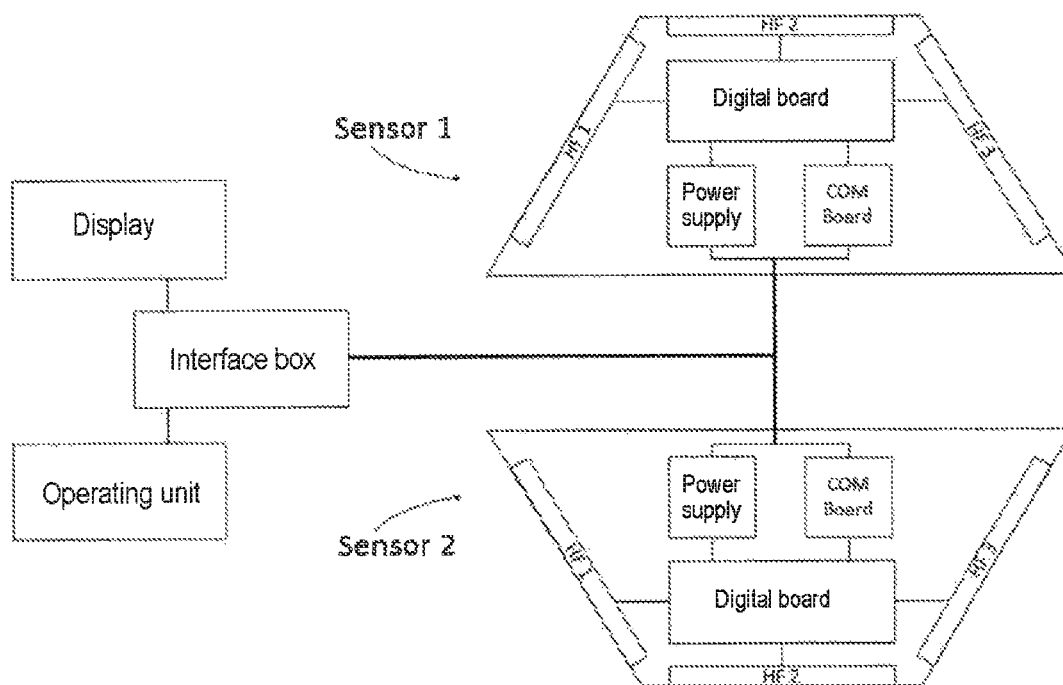 HF 2
Digital board
Sensor 1
HF 1
HF 3
Power
supply
COM
Board
Display
Interface box
Operating unit
Sensor 2
Power
supply
COM
Board
HF 1
HF 3
Digital board
HF 2